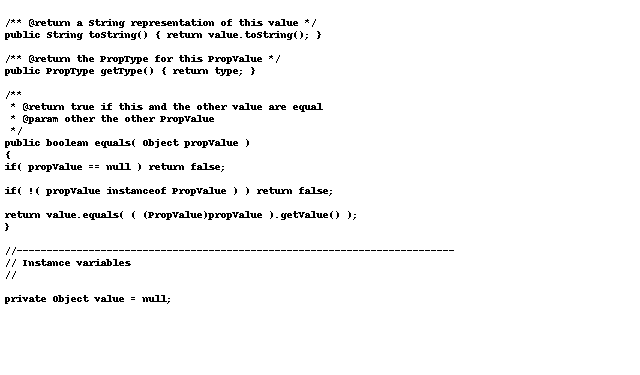 /** @return a String representation of this value */
public String toString() { return value.toString(); }
/** @return the PropType for this PropValue */
public PropType getType() { return type; }
/**
* @return true if this and the other value are equal
* @param other the other PropValue
*/
public boolean equals( Object propValue )
{
if( propValue == null ) return false;
if( !( propValue instanceof PropValue ) ) return false;
return value.equals( ( (PropValue)propValue ).getValue() );
}
//-------------------------------------------------------------------------
// Instance variables
//
private Object value = null;